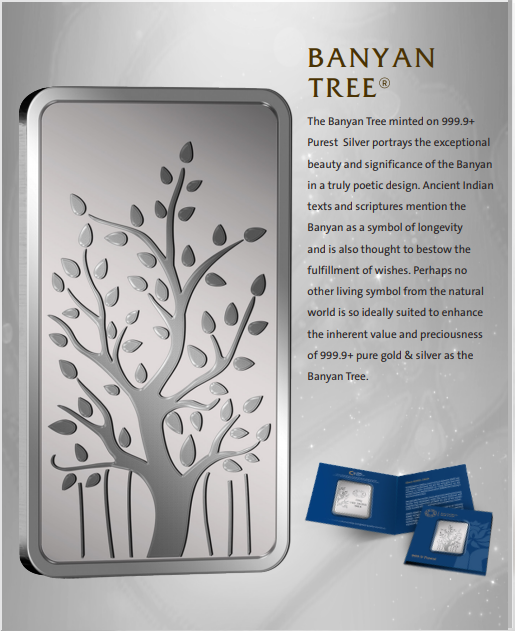 BANYAN
TREE®
The Banyan Tree minted on 999.9+
Purest Silver portrays the exceptional
beauty and significance of the Banyan
in a truly poetic design. Ancient Indian
texts and scriptures mention the
Banyan as a symbol of longevity
and is also thought to bestow the
fulfillment of wishes. Perhaps no
other living symbol from the natural
world is so ideally suited to enhance
the inherent value and preciousness
of 999.9+ pure gold & silver as the
Banyan Tree.